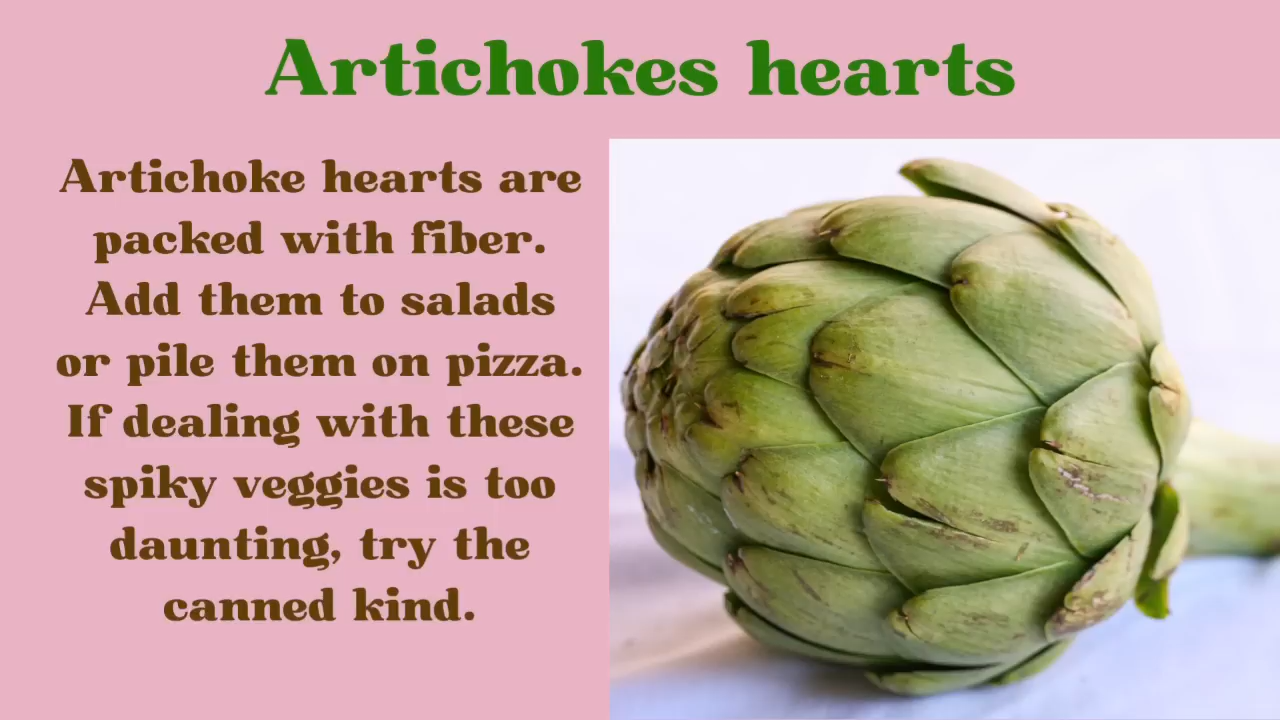 Artichokes hearts
Artichoke hearts are
packed with fiber.
Add them to salads
or pile them on pizza.
If dealing with these
spiky veggies is too
daunting, try the
canned kind.